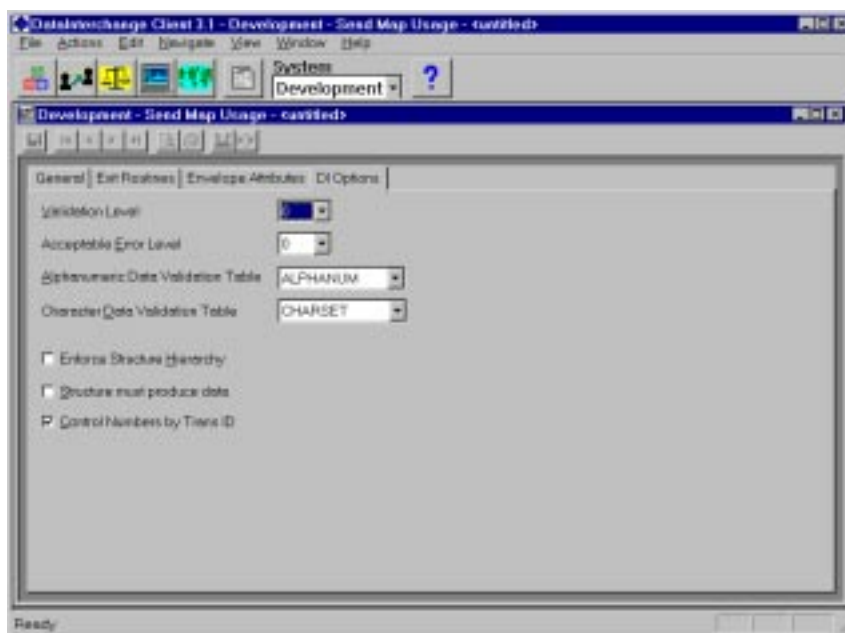 DataInterchange Client 3.1 - Development - Send Map Usage - <untitled>
File Actions Edit Navigate View Window Help
System
Development
Development - Send Map Usage - <untitled>
General Exit Routines Envelope Attributes DI Options
Validation Level 0
Acceptable Error Level 0
Alphanumeric Data Validation Table ALPHANUM
Character Data Validation Table CHARSET
Enforce Structure Hierarchy
Structure must produce data
Control Numbers by Trans ID
Ready